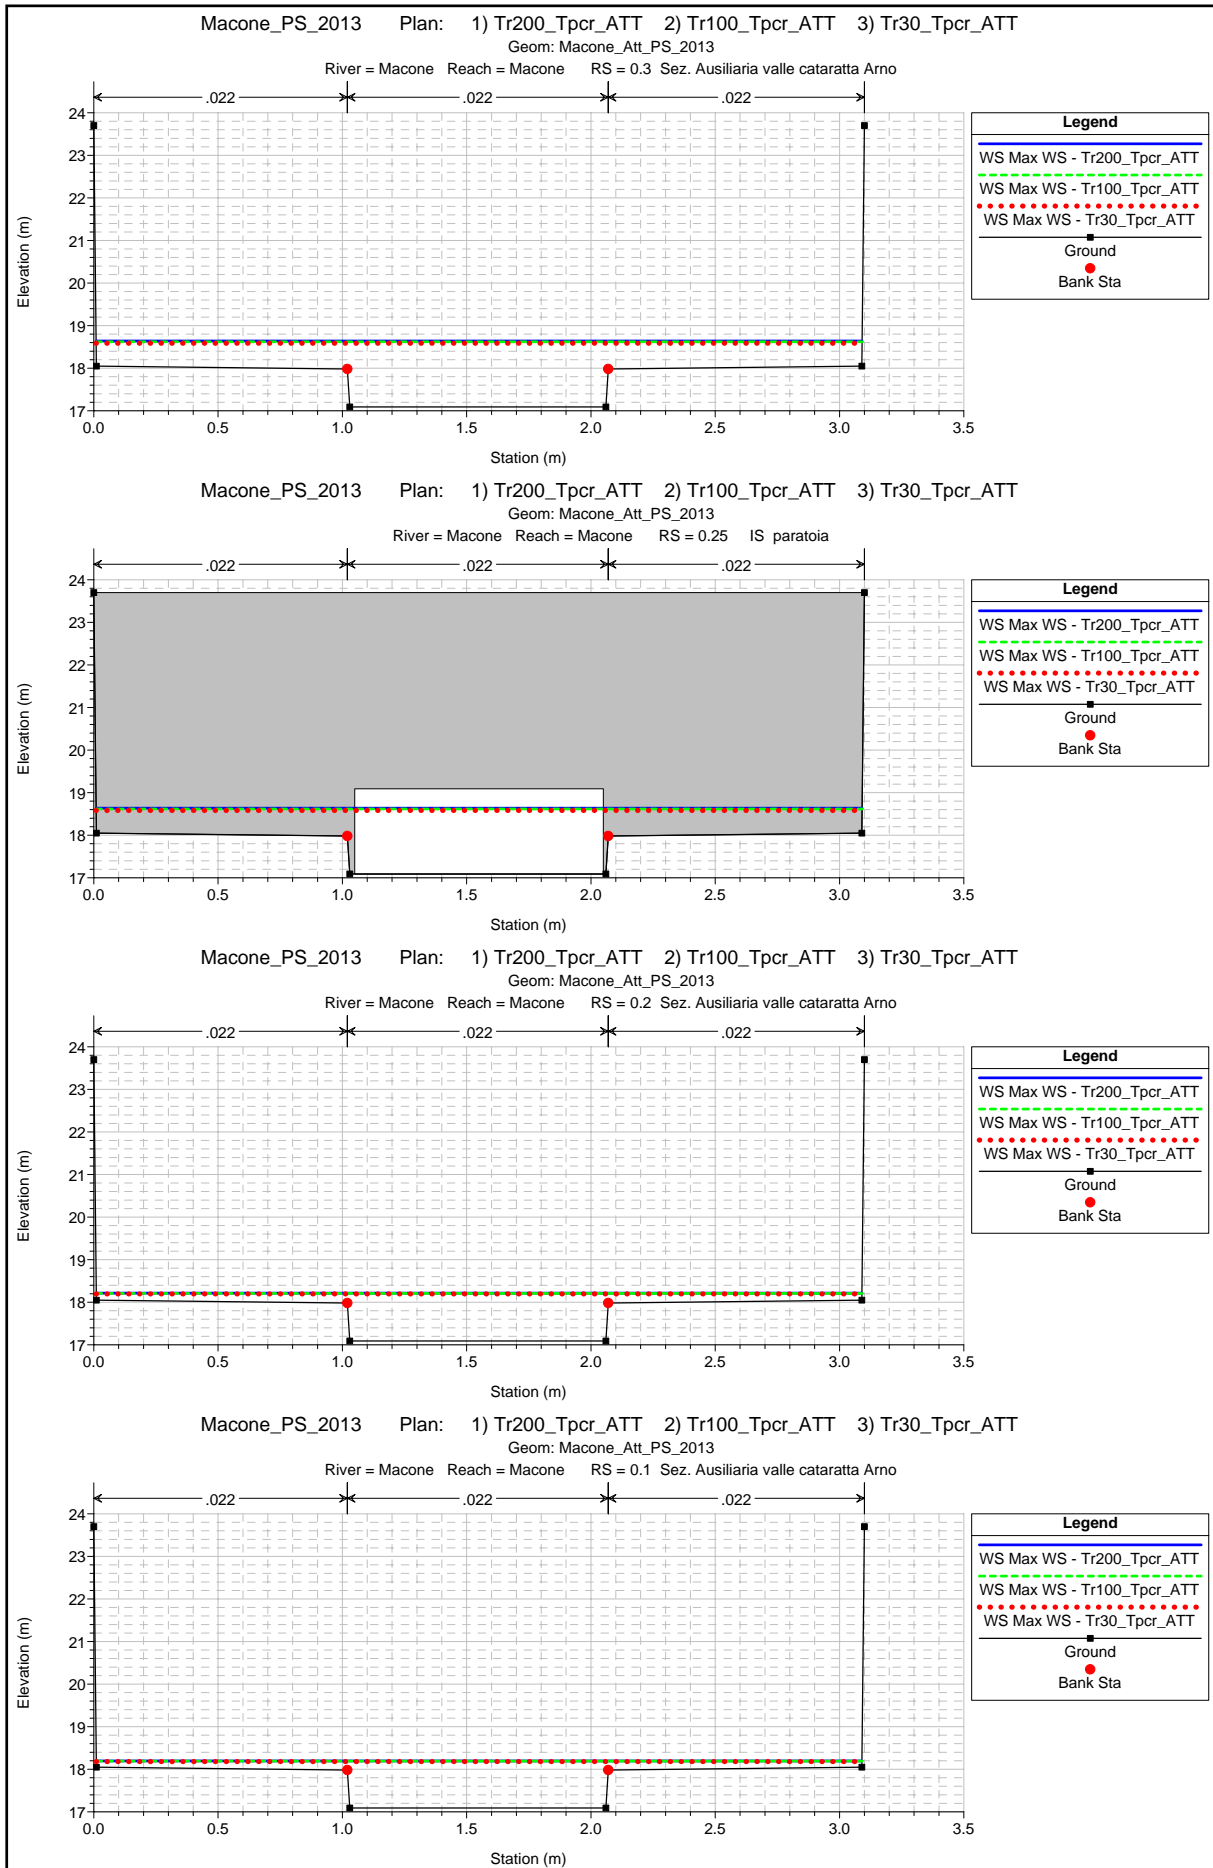 Macone_PS_2013 Plan: 1) Tr200_Tpcr_ATT 2) Tr100_Tpcr_ATT 3) Tr30_Tpcr_ATT
Geom: Macone_Att_PS_2013
River = Macone Reach = Macone RS = 0.3 Sez. Ausiliaria valle cataratta Arno
.022 .022 .022
24
23
22
21
20
19
18
17
Elevation (m)
0.0 0.5 1.0 1.5 2.0 2.5 3.0 3.5
Station (m)
Legend
WS Max WS - Tr200_Tpcr_ATT
WS Max WS - Tr100_Tpcr_ATT
WS Max WS - Tr30_Tpcr_ATT
Ground
Bank Sta
Macone_PS_2013 Plan: 1) Tr200_Tpcr_ATT 2) Tr100_Tpcr_ATT 3) Tr30_Tpcr_ATT
Geom: Macone_Att_PS_2013
River = Macone Reach = Macone RS = 0.25 IS paratoia
.022 .022 .022
24
23
22
21
20
19
18
17
Elevation (m)
0.0 0.5 1.0 1.5 2.0 2.5 3.0 3.5
Station (m)
Legend
WS Max WS - Tr200_Tpcr_ATT
WS Max WS - Tr100_Tpcr_ATT
WS Max WS - Tr30_Tpcr_ATT
Ground
Bank Sta
Macone_PS_2013 Plan: 1) Tr200_Tpcr_ATT 2) Tr100_Tpcr_ATT 3) Tr30_Tpcr_ATT
Geom: Macone_Att_PS_2013
River = Macone Reach = Macone RS = 0.2 Sez. Ausiliaria valle cataratta Arno
.022 .022 .022
24
23
22
21
20
19
18
17
Elevation (m)
0.0 0.5 1.0 1.5 2.0 2.5 3.0 3.5
Station (m)
Legend
WS Max WS - Tr200_Tpcr_ATT
WS Max WS - Tr100_Tpcr_ATT
WS Max WS - Tr30_Tpcr_ATT
Ground
Bank Sta
Macone_PS_2013 Plan: 1) Tr200_Tpcr_ATT 2) Tr100_Tpcr_ATT 3) Tr30_Tpcr_ATT
Geom: Macone_Att_PS_2013
River = Macone Reach = Macone RS = 0.1 Sez. Ausiliaria valle cataratta Arno
.022 .022 .022
24
23
22
21
20
19
18
17
Elevation (m)
0.0 0.5 1.0 1.5 2.0 2.5 3.0 3.5
Station (m)
Legend
WS Max WS - Tr200_Tpcr_ATT
WS Max WS - Tr100_Tpcr_ATT
WS Max WS - Tr30_Tpcr_ATT
Ground
Bank Sta